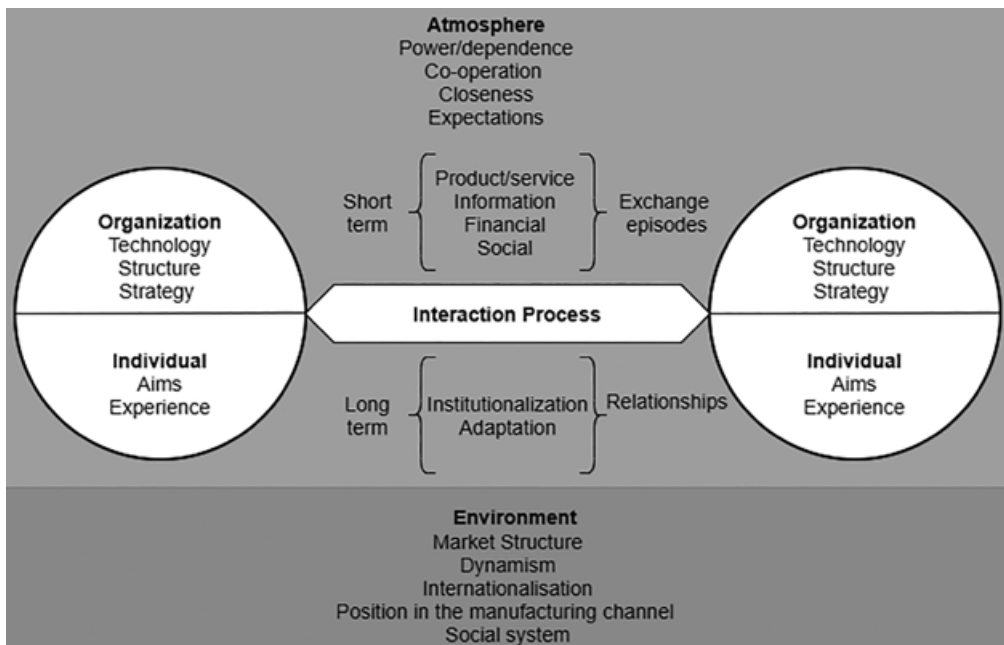 Atmosphere
Power/dependence
Co-operation
Closeness
Expectations
Organization
Technology
Structure
Strategy
Individual
Aims
Experience
Short
term
Product/service
Information
Financial
Social
Exchange
episodes
Interaction Process
Long
term
Institutionalization
Adaptation
Relationships
Organization
Technology
Structure
Strategy
Individual
Aims
Experience
Environment
Market Structure
Dynamism
Internationalisation
Position in the manufacturing channel
Social system